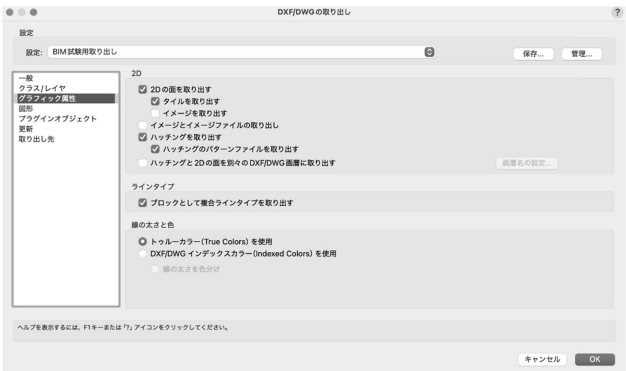 DXF/DWGの取り出し
?
設定
設定: BIM試験用取り出し
保存... 管理...
一般
クラス/レイヤ
グラフィック属性
図形
プラグインオブジェクト
更新
取り出し先
2D
2Dの面を取り出す
タイルを取り出す
イメージを取り出す
イメージとイメージファイルの取り出し
ハッチングを取り出す
ハッチングのパターンファイルを取り出す
ハッチングと2Dの面を別々のDXF/DWG画層に取り出す
画層名の設定...
ラインタイプ
ブロックとして複合ラインタイプを取り出す
線の太さと色
トゥルーカラー(True Colors) を使用
DXF/DWG インデックスカラー(Indexed Colors) を使用
線の太さを色分け
ヘルプを表示するには、F1キーまたは「?」アイコンをクリックしてください。
キャンセル OK